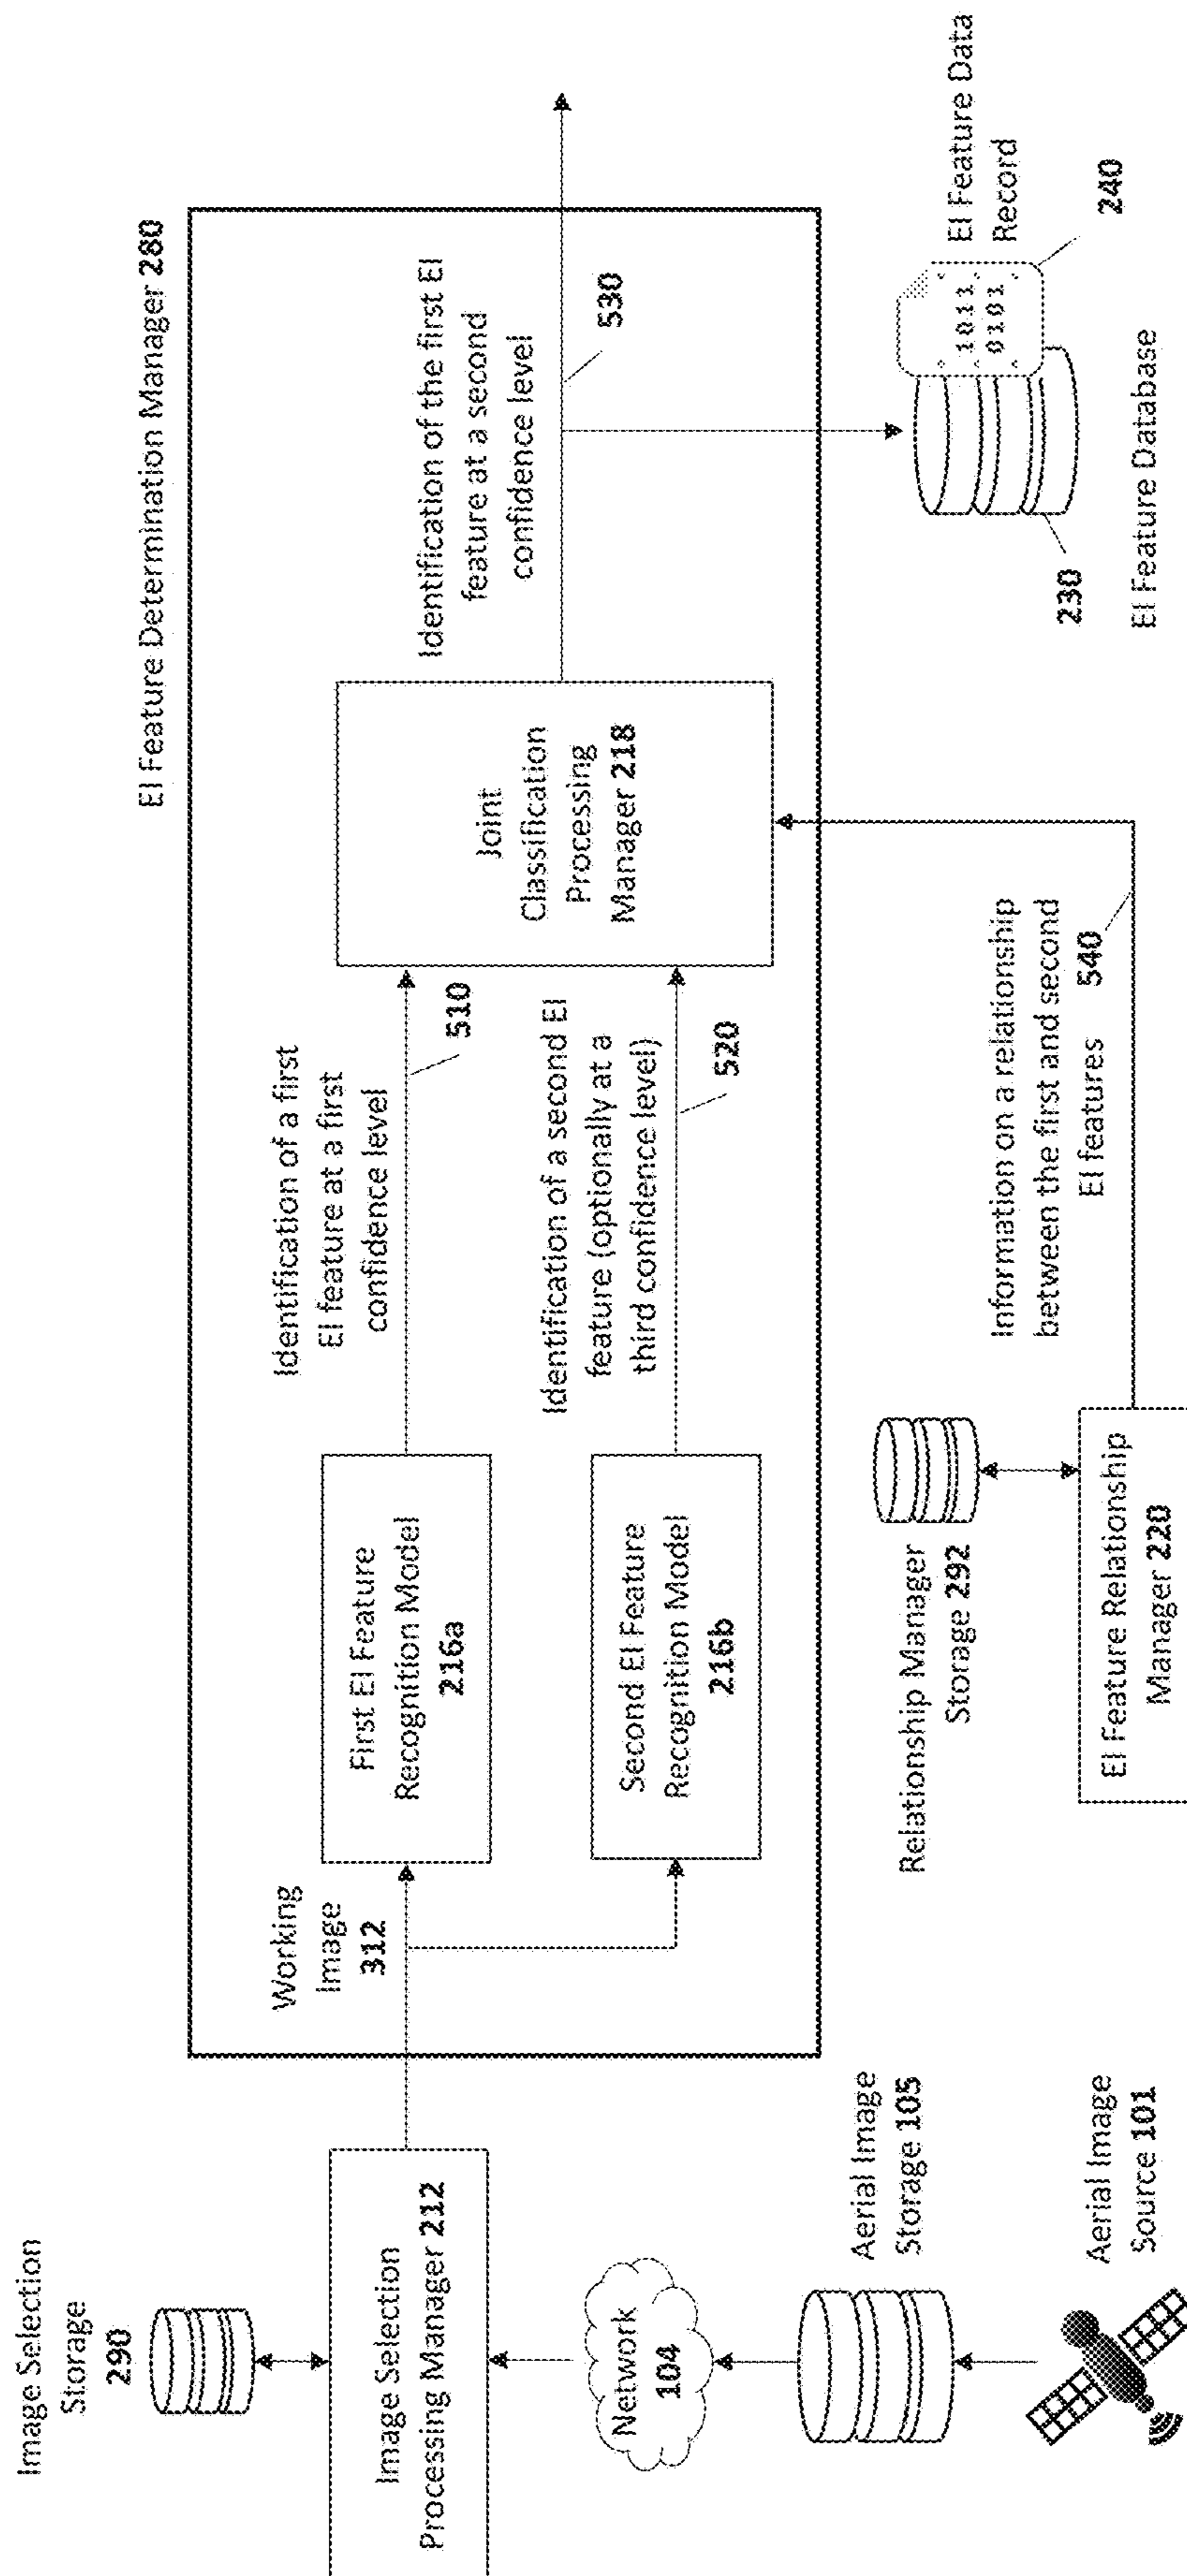 Image Selection
Storage
290
Image Selection
Processing Manager 212
Network
104
Aerial Image
Storage 105
Aerial Image
Source 101
EI Feature Determination Manager 280
Working
Image
312
First EI Feature
Recognition Model
216a
Second EI Feature
Recognition Model
216b
Identification of a first
EI feature at a first
confidence level
510
Identification of a second EI
feature (optionally at a
third confidence level)
520
Joint
Classification
Processing
Manager 218
Identification of the first EI
feature at a second
confidence level
530
Relationship Manager
Storage 292
EI Feature Relationship
Manager 220
Information on a relationship
between the first and second
EI features 540
1011
0101
EI Feature Data
Record
240
230
EI Feature Database